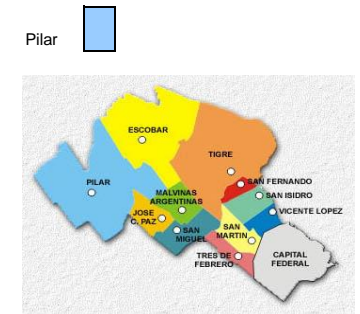 Pilar
ESCOBAR
TIGRE
PILAR
SAN FERNANDO
MALVINAS
ARGENTINAS
SAN ISIDRO
JOSE
C. PAZ
VICENTE LOPEZ
SAN
MIGUEL
SAN
MARTIN
TRES DE
FEBRERO
CAPITAL
FEDERAL